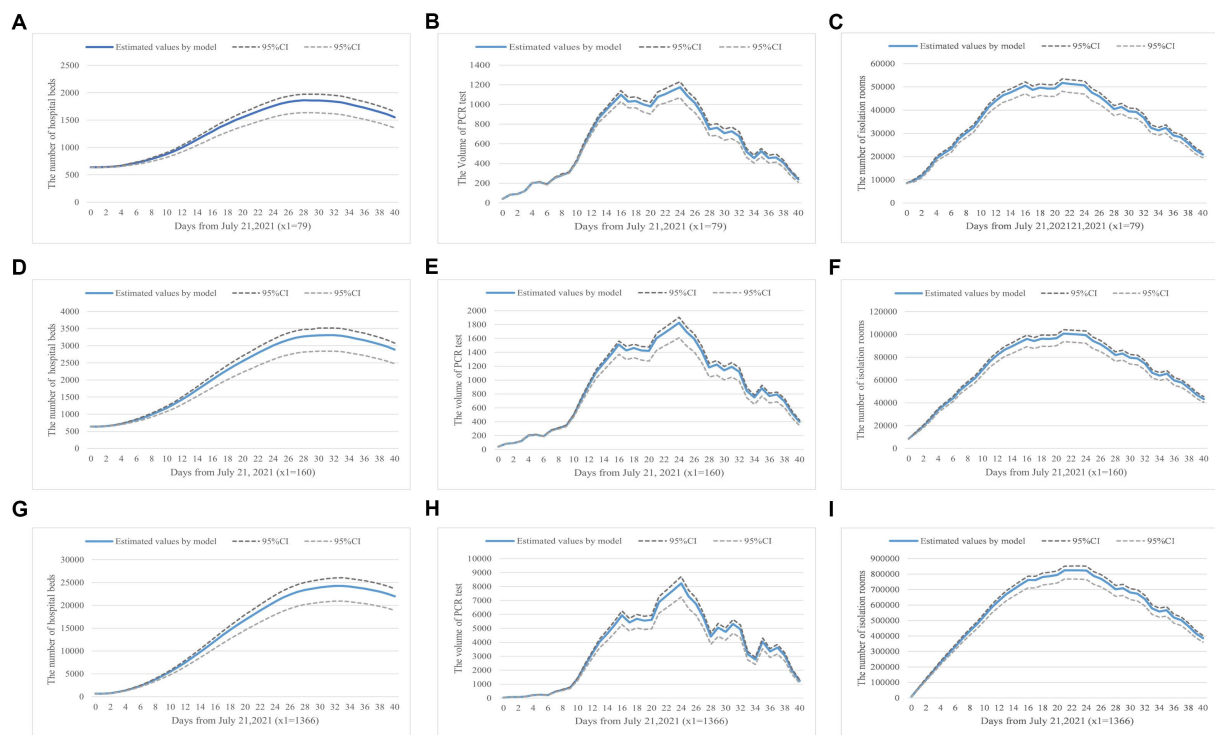 A
Estimated values by model 95%CI 95%CI
The number of hospital beds
2500
2000
1500
1000
500
0
0 2 4 6 8 10 12 14 16 18 20 22 24 26 28 30 32 34 36 38 40
Days from July 21,2021 (x1=79)
B
Estimated values by model 95%CI 95%CI
The Volume of PCR test
1400
1200
1000
800
600
400
200
0
0 2 4 6 8 10 12 14 16 18 20 22 24 26 28 30 32 34 36 38 40
Days from July 21,2021 (x1=79)
C
Estimated values by model 95%CI 95%CI
The number of isolation rooms
60000
50000
40000
30000
20000
10000
0
0 2 4 6 8 10 12 14 16 18 20 22 24 26 28 30 32 34 36 38 40
Days from July 21,202121,2021 (x1=79)
D
Estimated values by model 95%CI 95%CI
The number of hospital beds
4000
3500
3000
2500
2000
1500
1000
500
0
0 2 4 6 8 10 12 14 16 18 20 22 24 26 28 30 32 34 36 38 40
Days from July 21, 2021 (x1=160)
E
Estimated values by model 95%CI 95%CI
The volume of PCR test
2000
1800
1600
1400
1200
1000
800
600
400
200
0
0 2 4 6 8 10 12 14 16 18 20 22 24 26 28 30 32 34 36 38 40
Days from July 21, 2021 (x1=160)
F
Estimated values by model 95%CI 95%CI
The number of isolation rooms
120000
100000
80000
60000
40000
20000
0
0 2 4 6 8 10 12 14 16 18 20 22 24 26 28 30 32 34 36 38 40
Days from July 21,2021 (x1=160)
G
Estimated values by model 95%CI 95%CI
The number of hospital beds
30000
25000
20000
15000
10000
5000
0
0 2 4 6 8 10 12 14 16 18 20 22 24 26 28 30 32 34 36 38 40
Days from July 21,2021 (x1=1366)
H
Estimated values by model 95%CI 95%CI
The volume of PCR test
10000
9000
8000
7000
6000
5000
4000
3000
2000
1000
0
0 2 4 6 8 10 12 14 16 18 20 22 24 26 28 30 32 34 36 38 40
Days from July 21,2021 (x1=1366)
I
Estimated values by model 95%CI 95%CI
The number of isolation rooms
900000
800000
700000
600000
500000
400000
300000
200000
100000
0
0 2 4 6 8 10 12 14 16 18 20 22 24 26 28 30 32 34 36 38 40
Days from July 21,2021 (x1=1366)